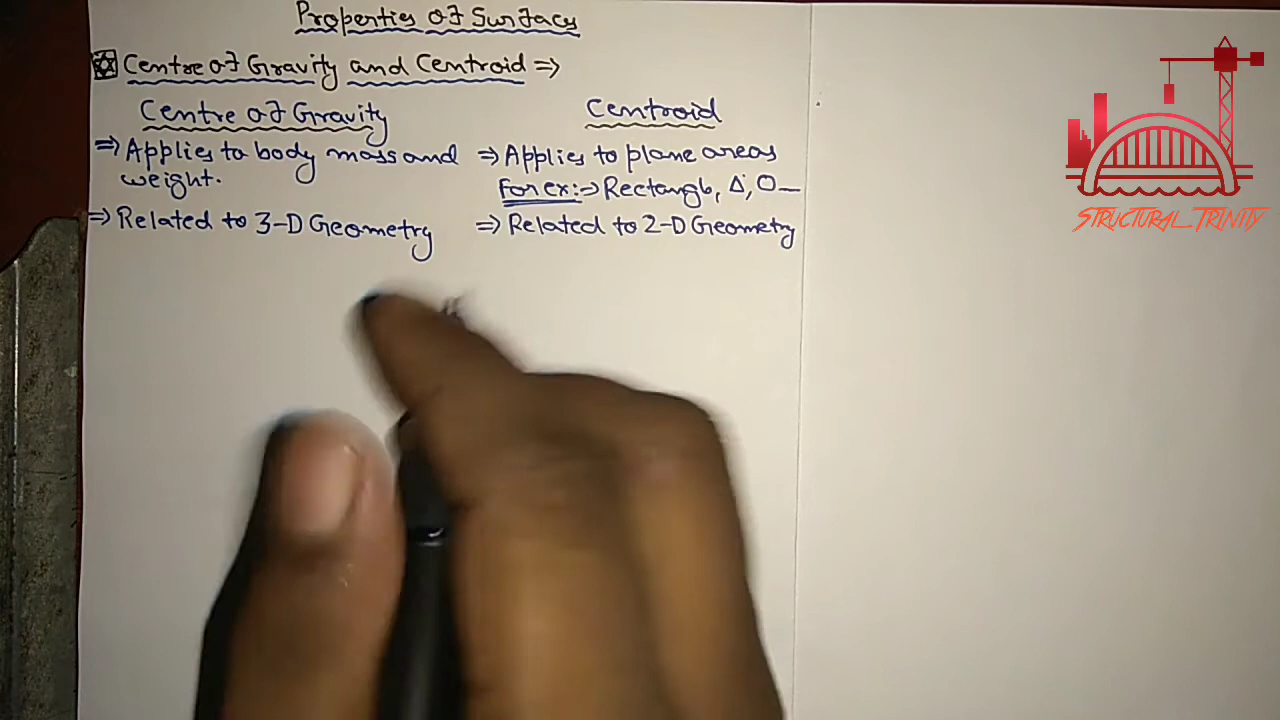 Properties of Surfacs
Centre of Gravity and Centroid ⇒
Centre of Gravity
⇒ Applies to body mass and
weight.
⇒ Related to 3-D Geometry
Centroid
⇒ Applies to plane areas
for ex:→ Rectangle, Δ, O—
⇒ Related to 2-D Geometry
STRUCTURAL_TRINITY